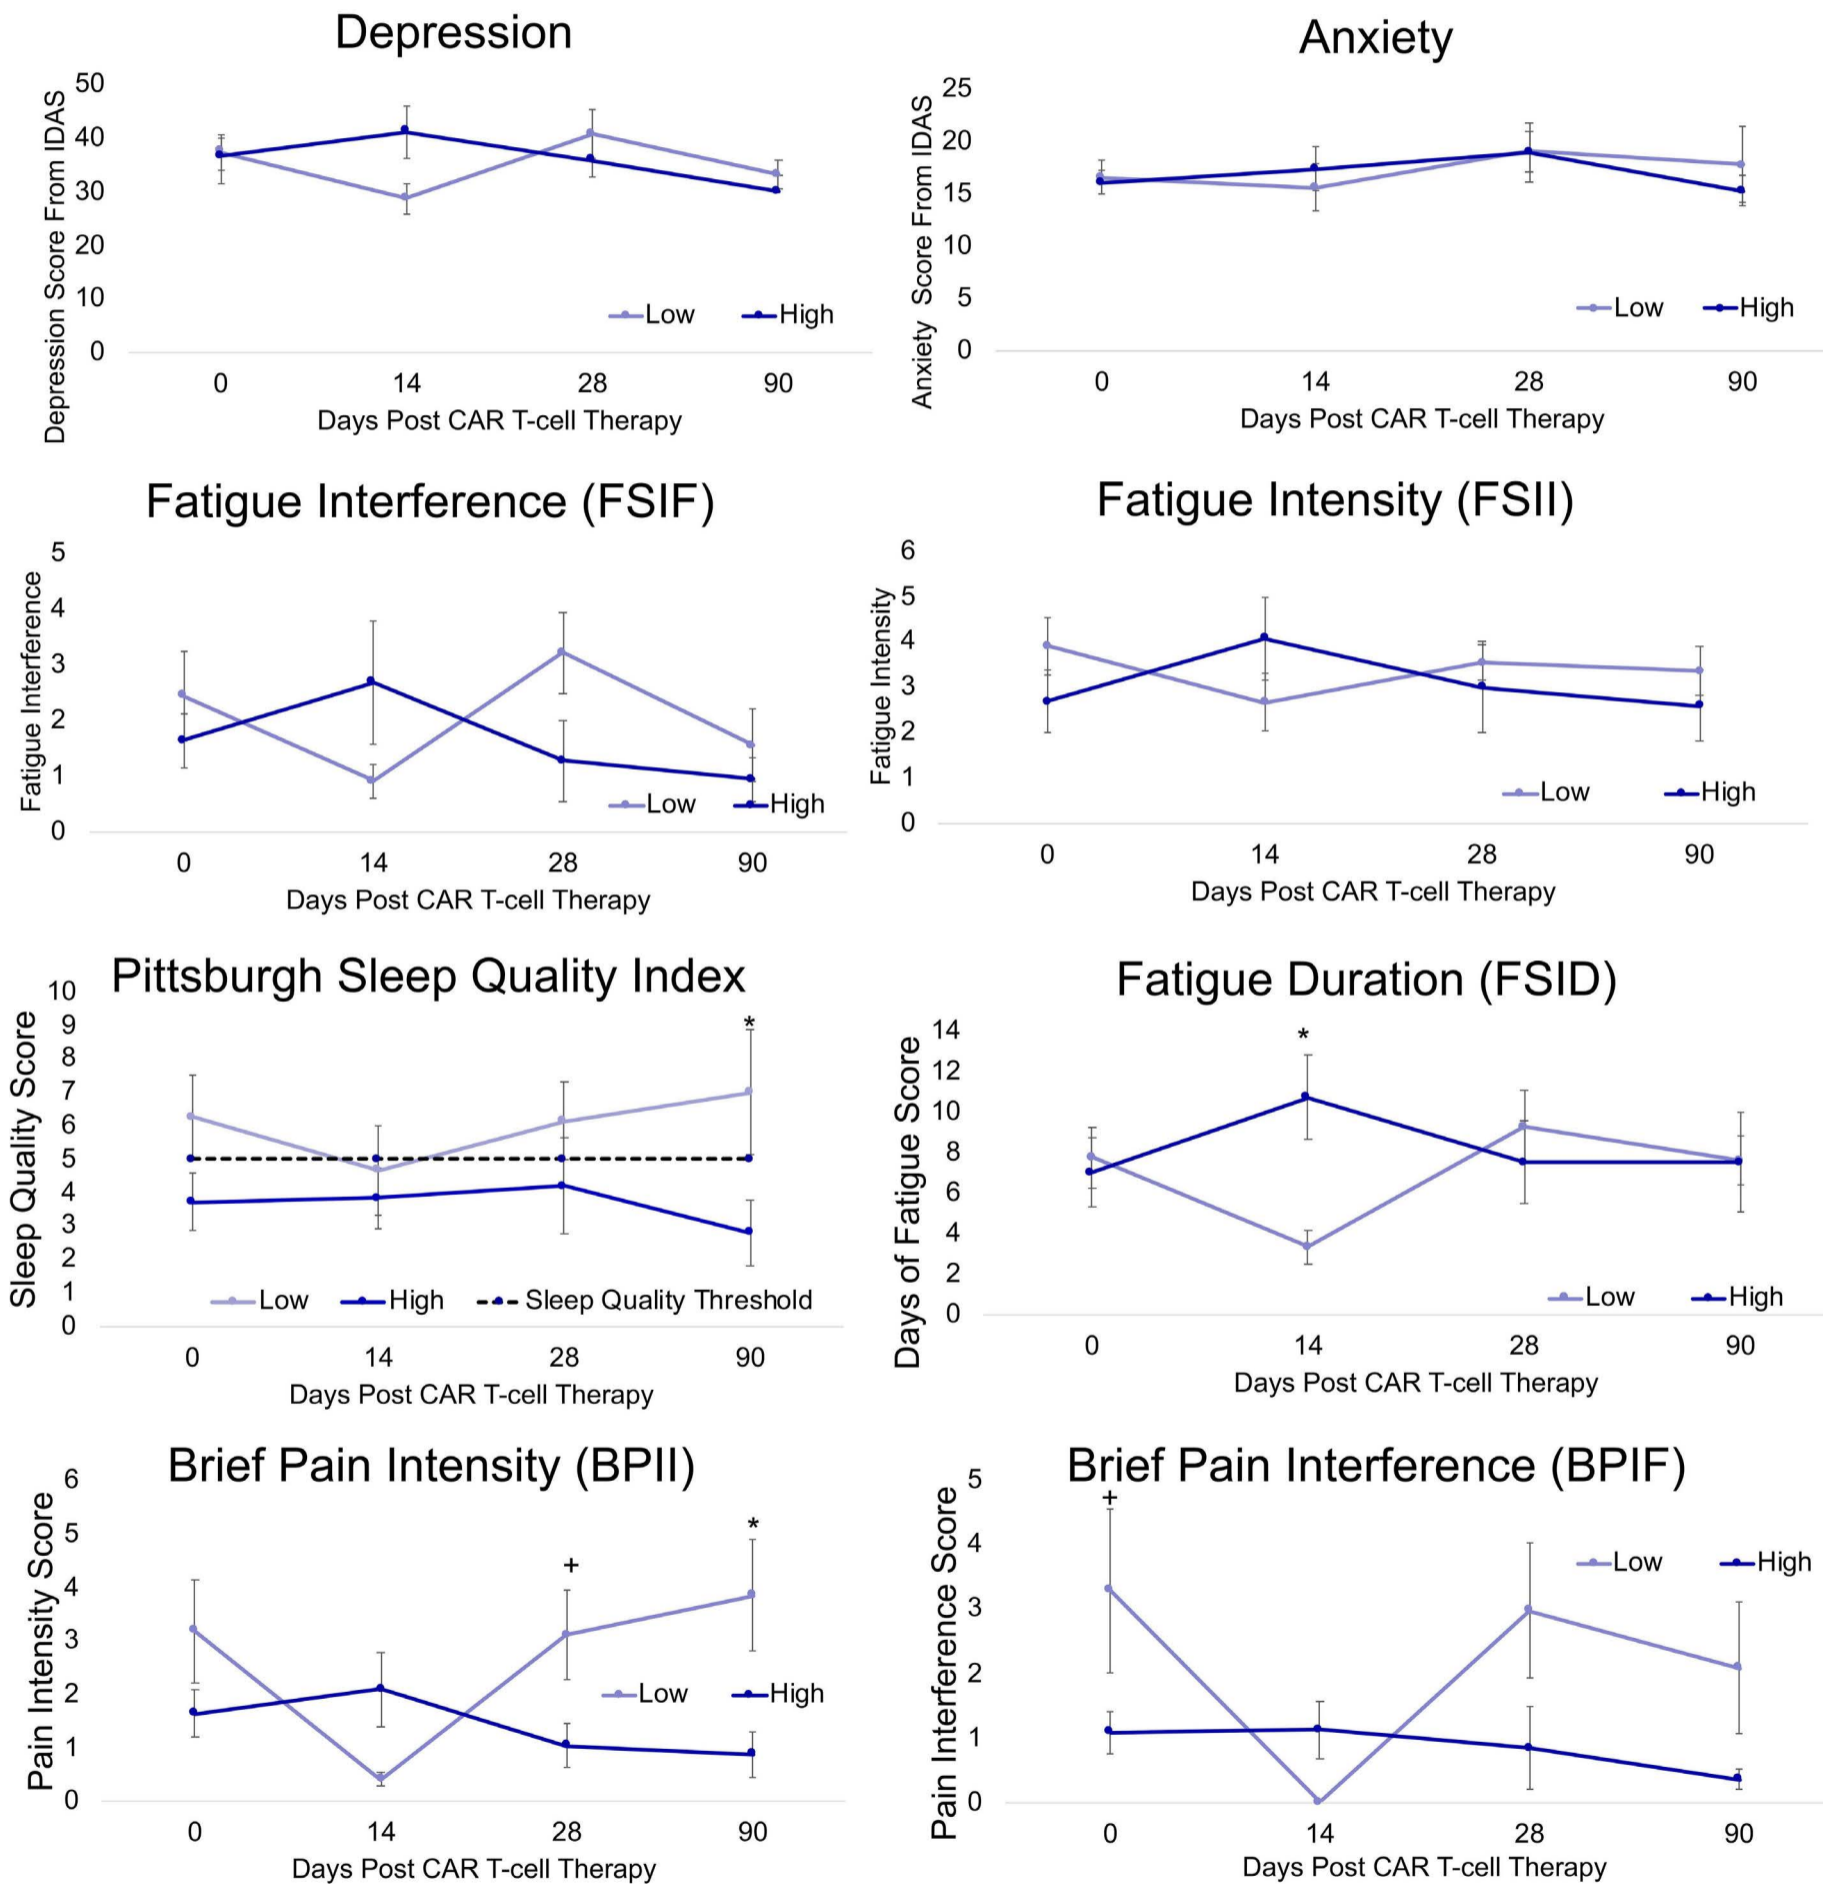 Depression
Depression Score From IDAS
50
40
30
20
10
0
Low High
0 14 28 90
Days Post CAR T-cell Therapy
Anxiety
Anxiety Score From IDAS
25
20
15
10
5
0
Low High
0 14 28 90
Days Post CAR T-cell Therapy
Fatigue Interference (FSIF)
Fatigue Interference
5
4
3
2
1
0
Low High
0 14 28 90
Days Post CAR T-cell Therapy
Fatigue Intensity (FSII)
Fatigue Intensity
6
5
4
3
2
1
0
Low High
0 14 28 90
Days Post CAR T-cell Therapy
Pittsburgh Sleep Quality Index
Sleep Quality Score
10
9
8
7
6
5
4
3
2
1
0
*
Low High Sleep Quality Threshold
0 14 28 90
Days Post CAR T-cell Therapy
Fatigue Duration (FSID)
Days of Fatigue Score
14
12
10
8
6
4
2
0
*
Low High
0 14 28 90
Days Post CAR T-cell Therapy
Brief Pain Intensity (BPII)
Pain Intensity Score
6
5
4
3
2
1
0
+ *
Low High
0 14 28 90
Days Post CAR T-cell Therapy
Brief Pain Interference (BPIF)
Pain Interference Score
5
4
3
2
1
0
+
Low High
0 14 28 90
Days Post CAR T-cell Therapy